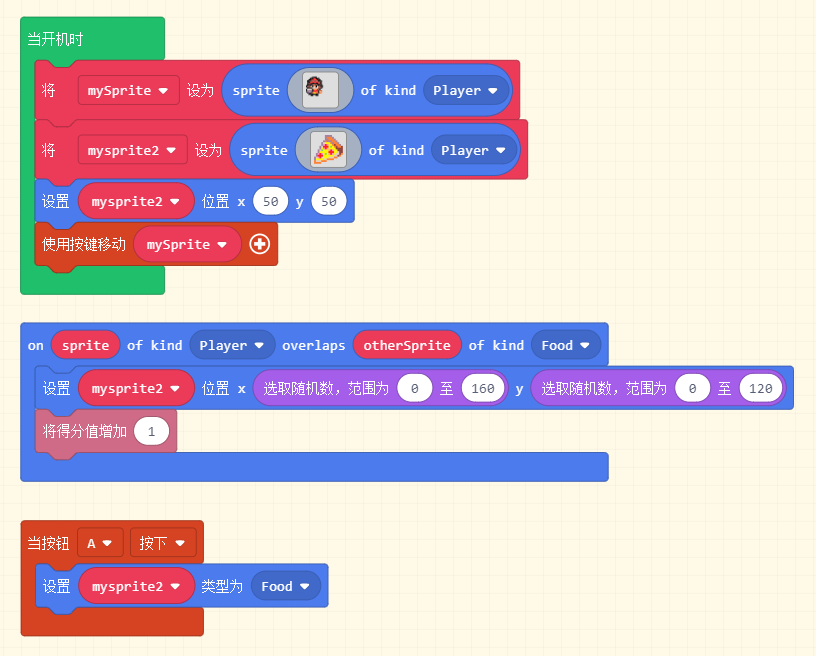 当开机时
将 mySprite 设为 sprite of kind Player
将 mysprite2 设为 sprite of kind Player
设置 mysprite2 位置 x 50 y 50
使用按键移动 mySprite
on sprite of kind Player overlaps otherSprite of kind Food
设置 mysprite2 位置 x 选取随机数，范围为 0 至 160 y 选取随机数，范围为 0 至 120
将得分值增加 1
当按钮 A 按下
设置 mysprite2 类型为 Food